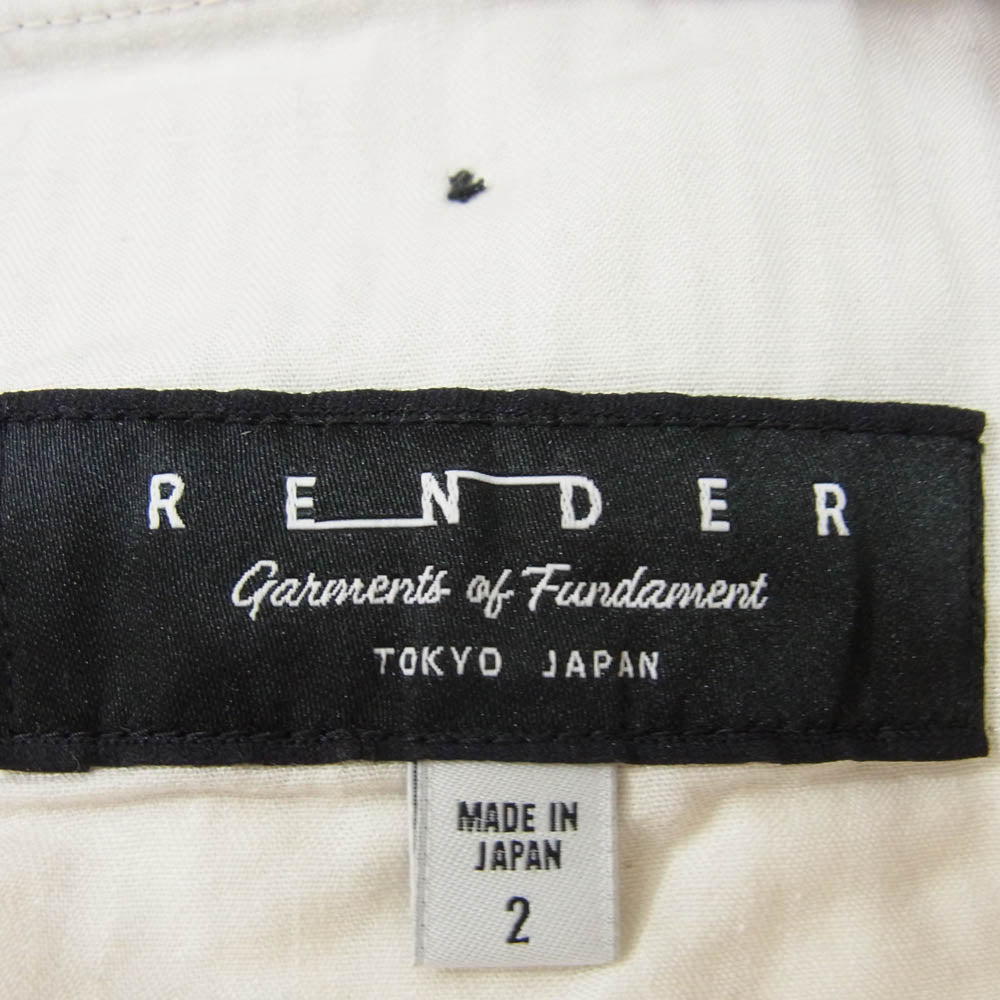 RENDER
Garments of Fundament
TOKYO JAPAN
MADE IN
JAPAN
2